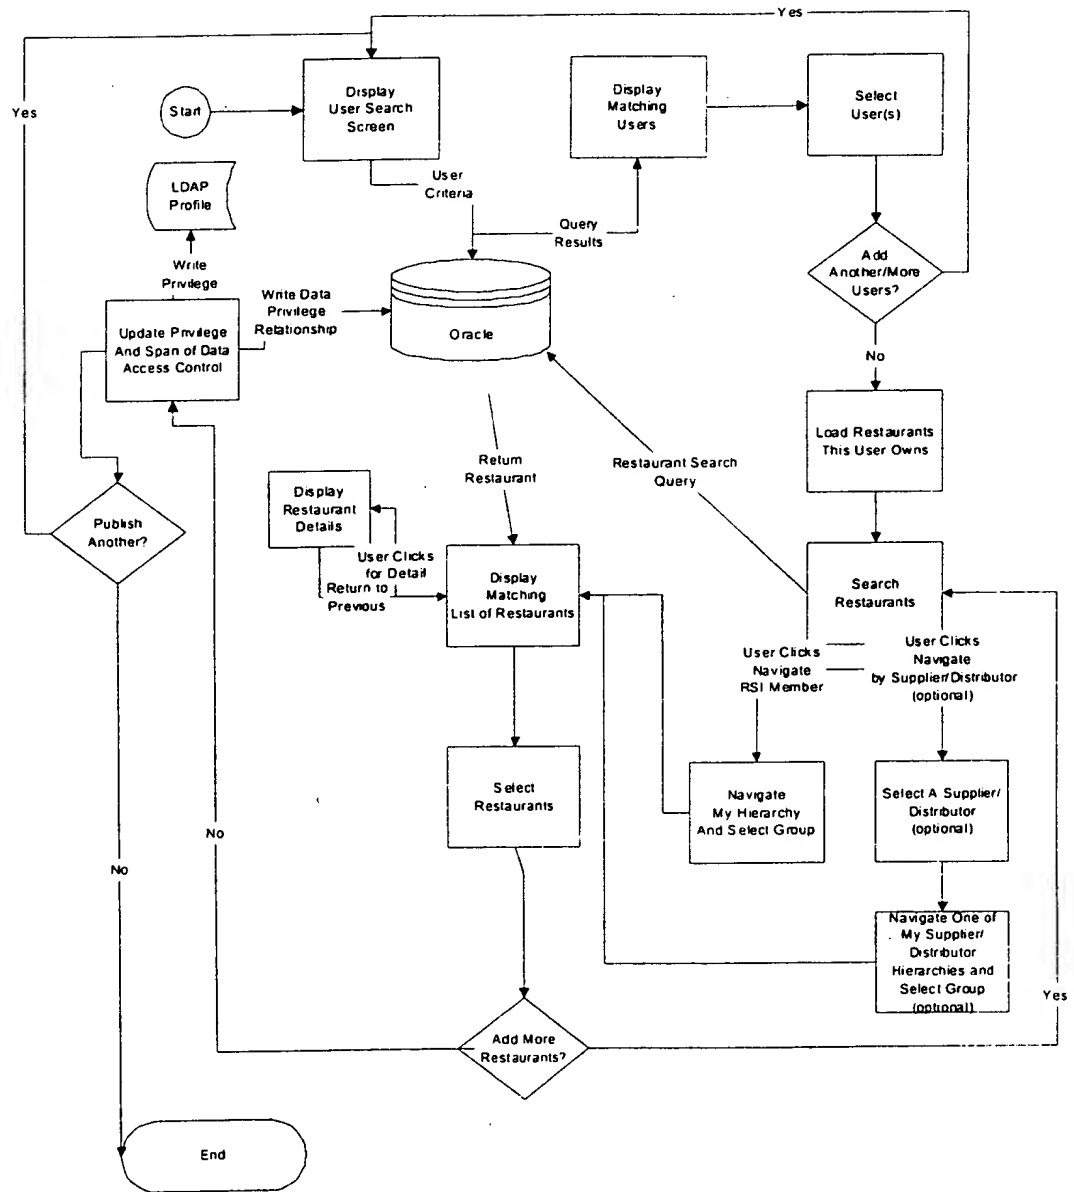 Yes
Yes
Display
User Search
Screen
Display
Matching
Users
Select
User(s)
Start
LDAP
Profile
User
Criteria
Query
Results
Add
Another/More
Users?
Write
Privilege
Write Data
Privilege
Relationship
Update Privilege
And Span of Data
Access Control
Oracle
No
Load Restaurants
This User Owns
Return
Restaurant
Restaurant Search
Query
Display
Restaurant
Details
Publish
Another?
User Clicks
for Detail
Return to
Previous
Display
Matching
List of Restaurants
Search
Restaurants
User Clicks
Navigate
RSI Member
User Clicks
Navigate
by Supplier/Distributor
(optional)
Select
Restaurants
Navigate
My Hierarchy
And Select Group
Select A Supplier/
Distributor
(optional)
No
No
Navigate One of
My Supplier/
Distributor
Hierarchies and
Select Group
(optional)
Yes
Add More
Restaurants?
End